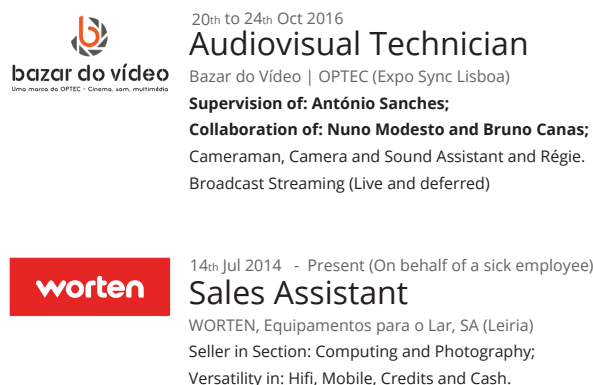 bazar do vídeo
Uma marca da OPTEC - Cinema, som, multimédia
20th to 24th Oct 2016
Audiovisual Technician
Bazar do Vídeo | OPTEC (Expo Sync Lisboa)
Supervision of: António Sanches;
Collaboration of: Nuno Modesto and Bruno Canas;
Cameraman, Camera and Sound Assistant and Régie.
Broadcast Streaming (Live and deferred)
worten
14th Jul 2014 - Present (On behalf of a sick employee)
Sales Assistant
WORTEN, Equipamentos para o Lar, SA (Leiria)
Seller in Section: Computing and Photography;
Versatility in: Hifi, Mobile, Credits and Cash.